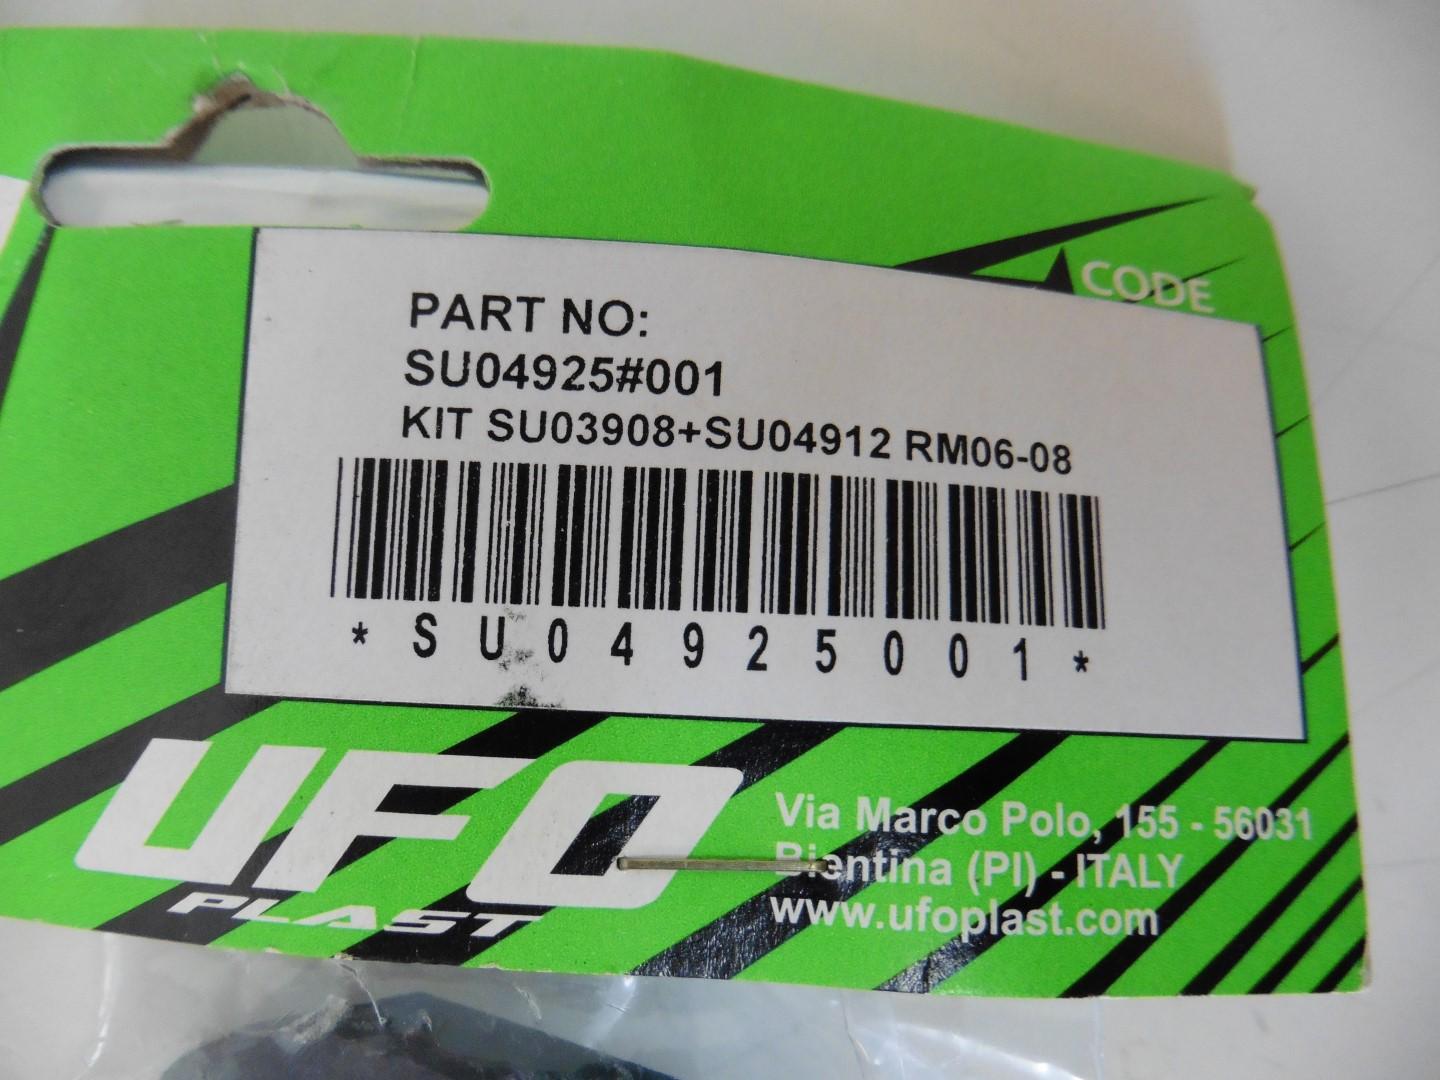 CODE
PART NO:
SU04925#001
KIT SU03908+SU04912 RM06-08
*SU04925001*
UFO
PLAST
Via Marco Polo, 155 - 56031
Bientina (PI) - ITALY
www.ufoplast.com